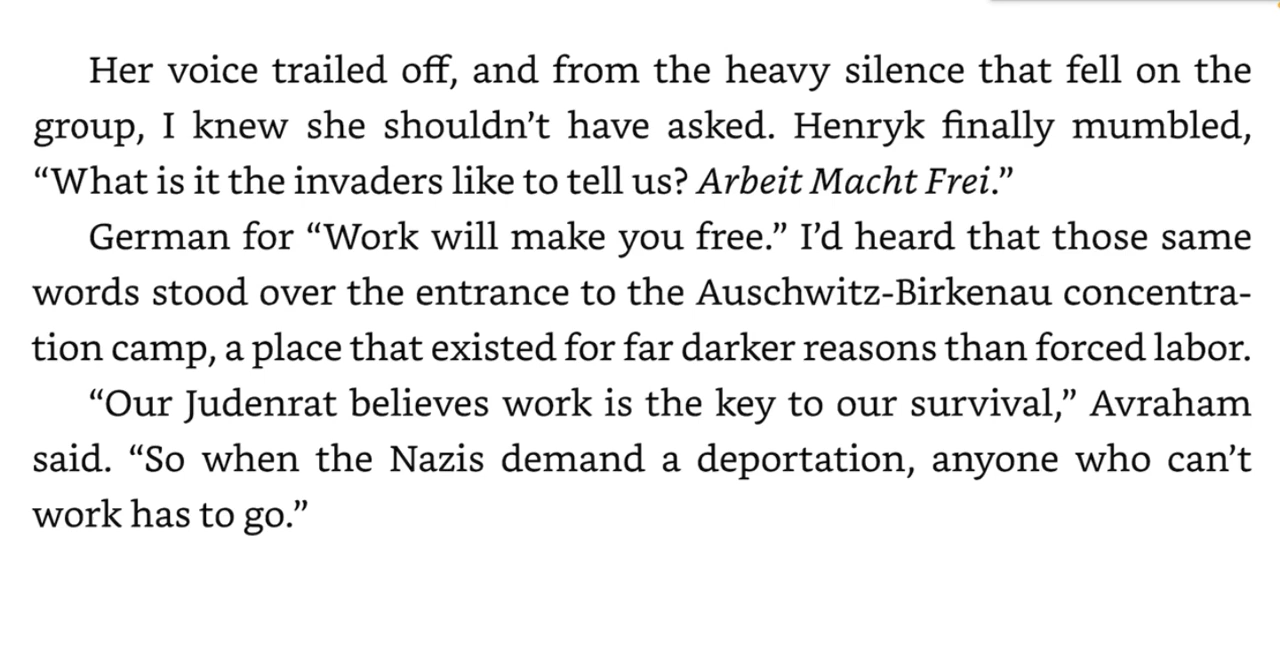 Her voice trailed off, and from the heavy silence that fell on the
group, I knew she shouldn’t have asked. Henryk finally mumbled,
“What is it the invaders like to tell us? Arbeit Macht Frei.”
German for “Work will make you free.” I’d heard that those same
words stood over the entrance to the Auschwitz-Birkenau concentra-
tion camp, a place that existed for far darker reasons than forced labor.
“Our Judenrat believes work is the key to our survival,” Avraham
said. “So when the Nazis demand a deportation, anyone who can’t
work has to go.”